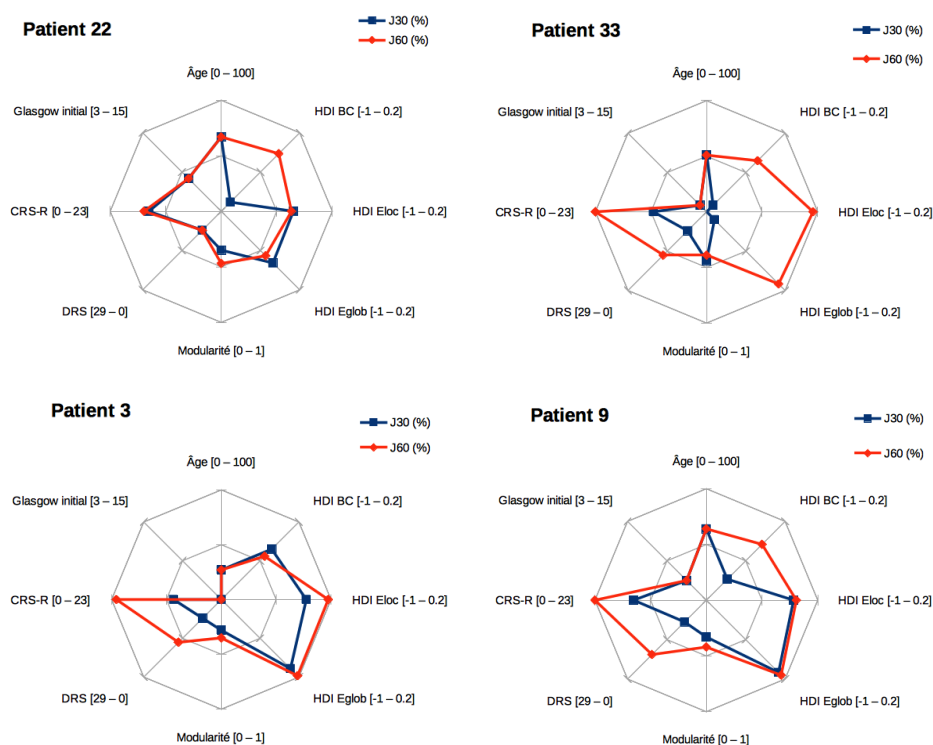 Patient 22
J30 (%)
J60 (%)
Âge [0 – 100]
Glasgow initial [3 – 15]
HDI BC [-1 – 0.2]
CRS-R [0 – 23]
HDI Eloc [-1 – 0.2]
DRS [29 – 0]
HDI Eglob [-1 – 0.2]
Modularité [0 – 1]
Patient 33
J30 (%)
J60 (%)
Âge [0 – 100]
Glasgow initial [3 – 15]
HDI BC [-1 – 0.2]
CRS-R [0 – 23]
HDI Eloc [-1 – 0.2]
DRS [29 – 0]
HDI Eglob [-1 – 0.2]
Modularité [0 – 1]
Patient 3
J30 (%)
J60 (%)
Âge [0 – 100]
Glasgow initial [3 – 15]
HDI BC [-1 – 0.2]
CRS-R [0 – 23]
HDI Eloc [-1 – 0.2]
DRS [29 – 0]
HDI Eglob [-1 – 0.2]
Modularité [0 – 1]
Patient 9
J30 (%)
J60 (%)
Âge [0 – 100]
Glasgow initial [3 – 15]
HDI BC [-1 – 0.2]
CRS-R [0 – 23]
HDI Eloc [-1 – 0.2]
DRS [29 – 0]
HDI Eglob [-1 – 0.2]
Modularité [0 – 1]